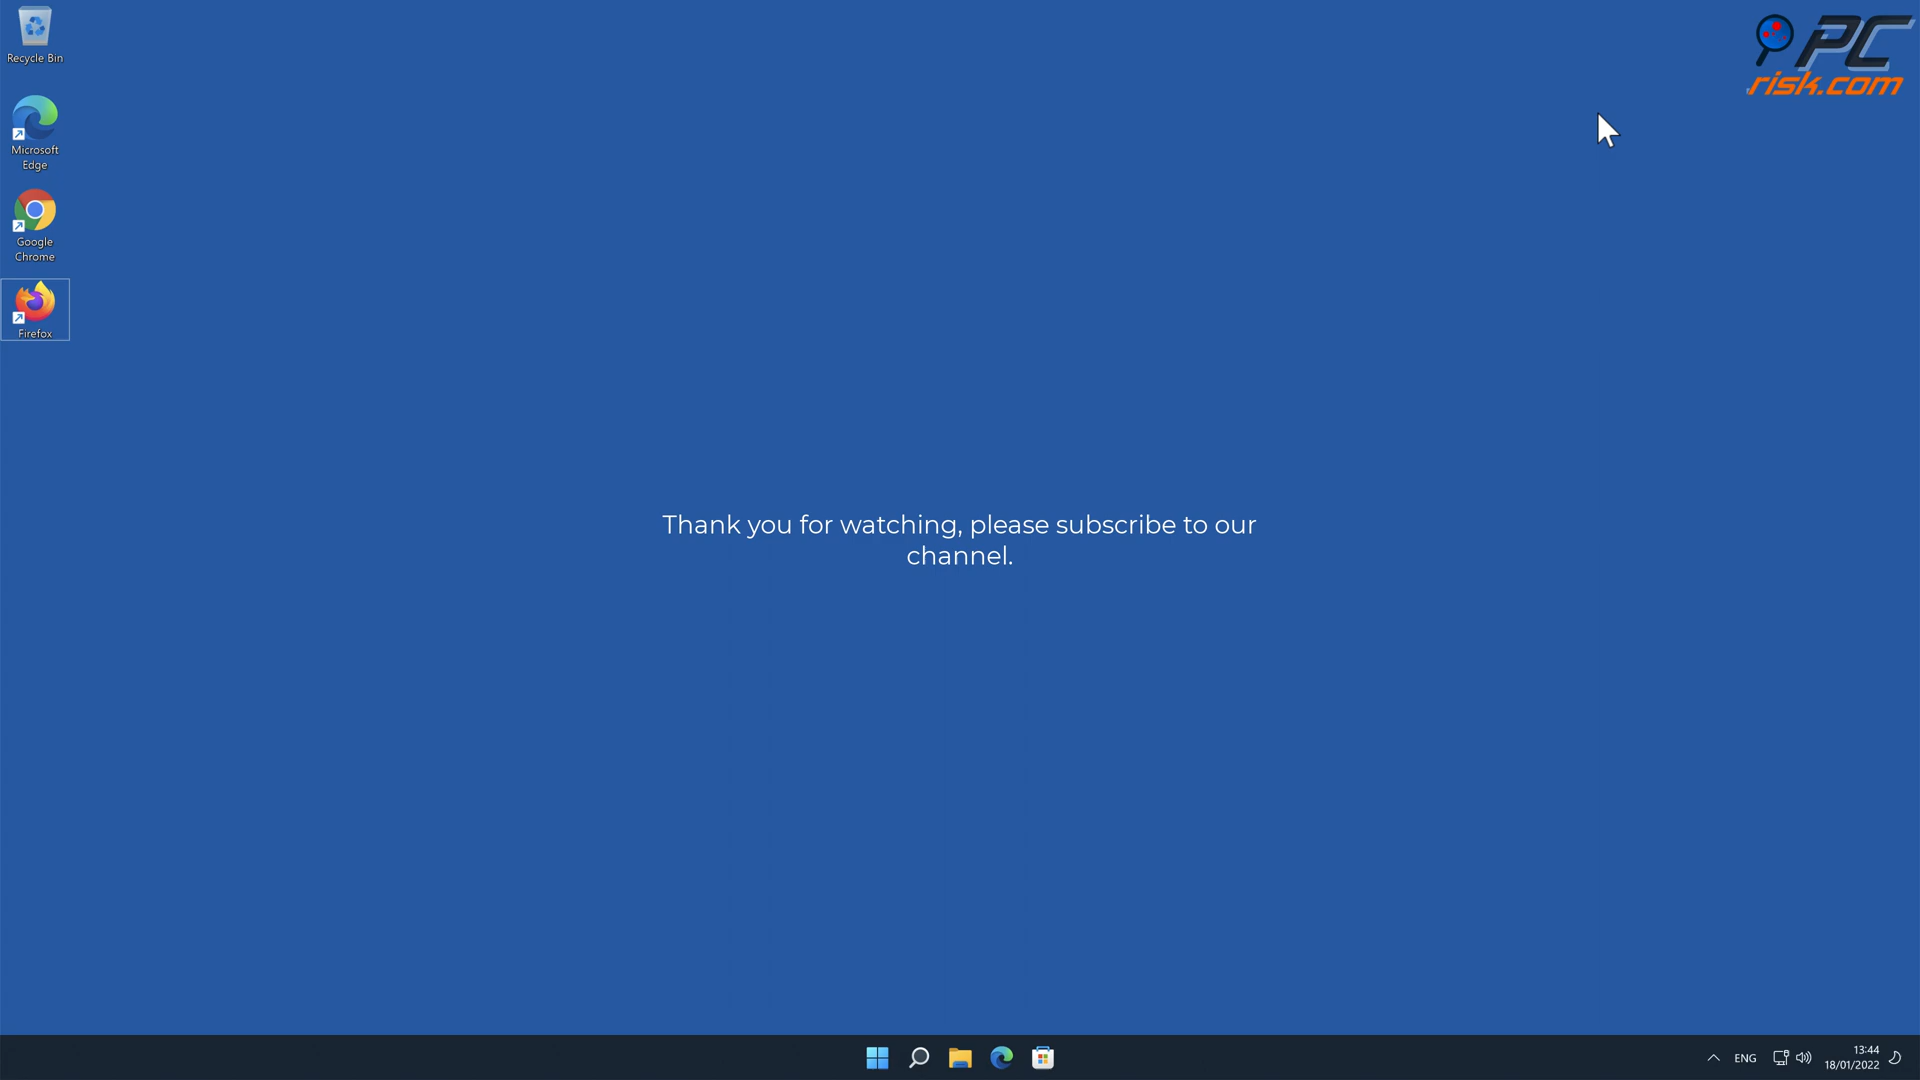 Recycle Bin
PC
risk.com
Microsoft
Edge
Google
Chrome
Firefox
Thank you for watching, please subscribe to our
channel.
ENG
13:44
18/01/2022